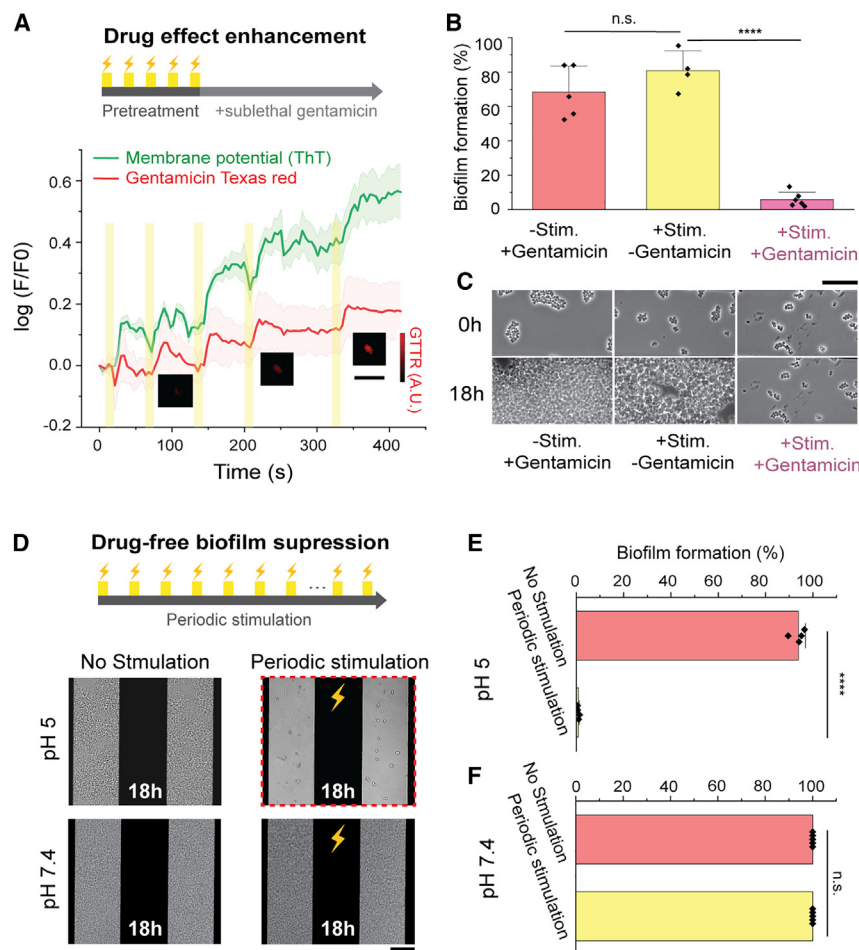 A
Drug effect enhancement
Pretreatment
+sublethal gentamicin
Membrane potential (ThT)
Gentamicin Texas red
log (F/F0)
0.6
0.4
0.2
0.0
-0.2
0
100
200
300
400
Time (s)
GTTR (A.U.)
B
n.s.
****
Biofilm formation (%)
100
80
60
40
20
0
-Stim.
+Gentamicin
+Stim.
-Gentamicin
+Stim.
+Gentamicin
C
0h
18h
-Stim.
+Gentamicin
+Stim.
-Gentamicin
+Stim.
+Gentamicin
D
Drug-free biofilm supression
Periodic stimulation
No Stmulation
Periodic stimulation
pH 5
18h
18h
pH 7.4
18h
18h
E
Biofilm formation (%)
0 20 40 60 80 100
No Stmulation
Periodic stimulation
pH 5
****
F
0 20 40 60 80 100
No Stimulation
Periodic stimulation
pH 7.4
n.s.